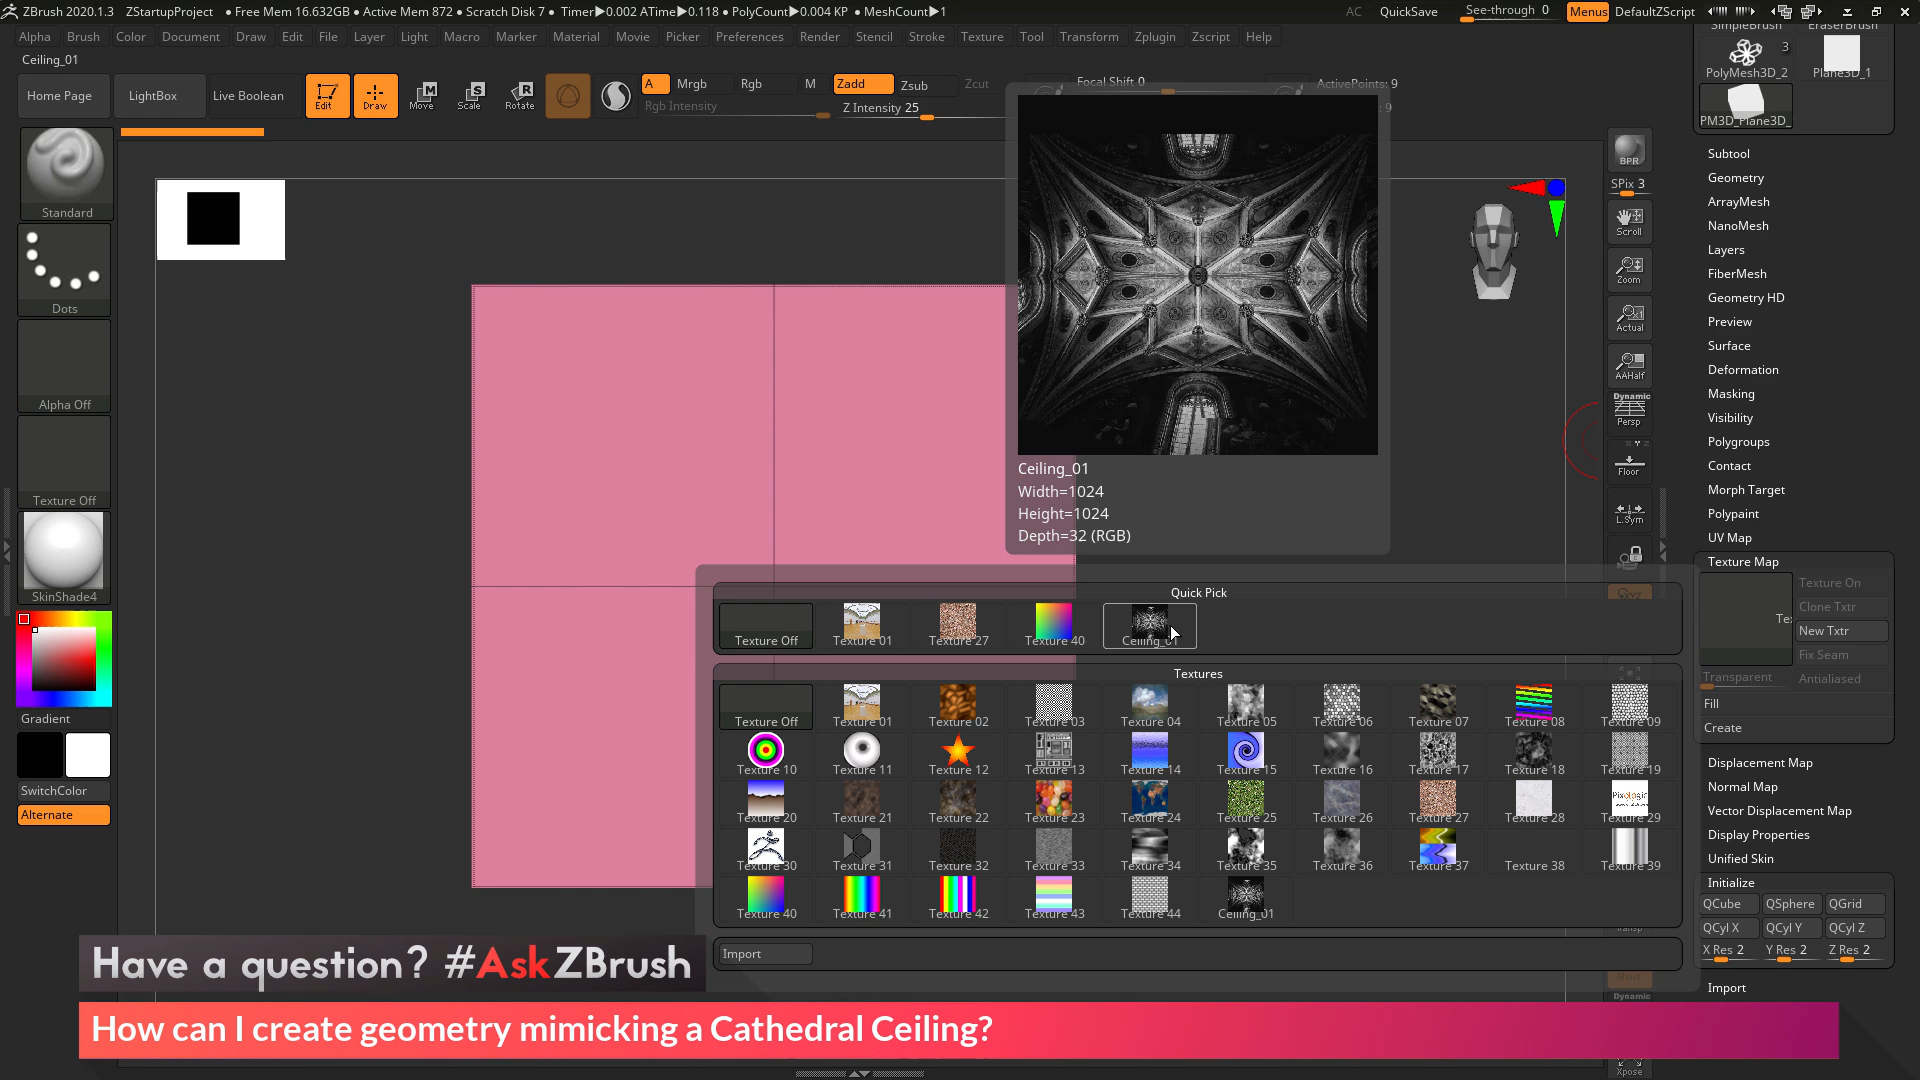 ZBrush 2020.1.3 ZStartupProject • Free Mem 16.632GB • Active Mem 872 • Scratch Disk 7 • Timer▶0.002 ATime▶0.118 • PolyCount▶0.004 KP • MeshCount▶1 AC QuickSave See-through 0 Menus DefaultZScript
Alpha Brush Color Document Draw Edit File Layer Light Macro Marker Material Movie Picker Preferences Render Stencil Stroke Texture Tool Transform Zplugin Zscript Help
Ceiling_01
Home Page LightBox Live Boolean Edit Draw Move Scale Rotate
A Mrgb Rgb M Zadd Zsub Zcut Focal Shift 0 ActivePoints: 9
Rgb Intensity Z Intensity 25
Standard
Dots
Alpha Off
Texture Off
SkinShade4
Gradient
SwitchColor
Alternate
Ceiling_01
Width=1024
Height=1024
Depth=32 (RGB)
Quick Pick
Texture Off Texture 01 Texture 27 Texture 40 Ceiling_01
Textures
Texture Off Texture 01 Texture 02 Texture 03 Texture 04 Texture 05 Texture 06 Texture 07 Texture 08 Texture 09
Texture 10 Texture 11 Texture 12 Texture 13 Texture 14 Texture 15 Texture 16 Texture 17 Texture 18 Texture 19
Texture 20 Texture 21 Texture 22 Texture 23 Texture 24 Texture 25 Texture 26 Texture 27 Texture 28 Texture 29
Texture 30 Texture 31 Texture 32 Texture 33 Texture 34 Texture 35 Texture 36 Texture 37 Texture 38 Texture 39
Texture 40 Texture 41 Texture 42 Texture 43 Texture 44 Ceiling_01
Import
BPR
SPix 3
Scroll
Zoom
Actual
AAHalf
Dynamic
Persp
Floor
L.Sym
Dynamic
Xpose
SimpleBrush EraserBrush
3
PolyMesh3D_2 Plane3D_1
PM3D_Plane3D_
Subtool
Geometry
ArrayMesh
NanoMesh
Layers
FiberMesh
Geometry HD
Preview
Surface
Deformation
Masking
Visibility
Polygroups
Contact
Morph Target
Polypaint
UV Map
Texture Map
Texture On
Clone Txtr
New Txtr
Fix Seam
Transparent Antialiased
Fill
Create
Displacement Map
Normal Map
Vector Displacement Map
Display Properties
Unified Skin
Initialize
QCube QSphere QGrid
QCyl X QCyl Y QCyl Z
X Res 2 Y Res 2 Z Res 2
Import
Have a question? #AskZBrush
How can I create geometry mimicking a Cathedral Ceiling?